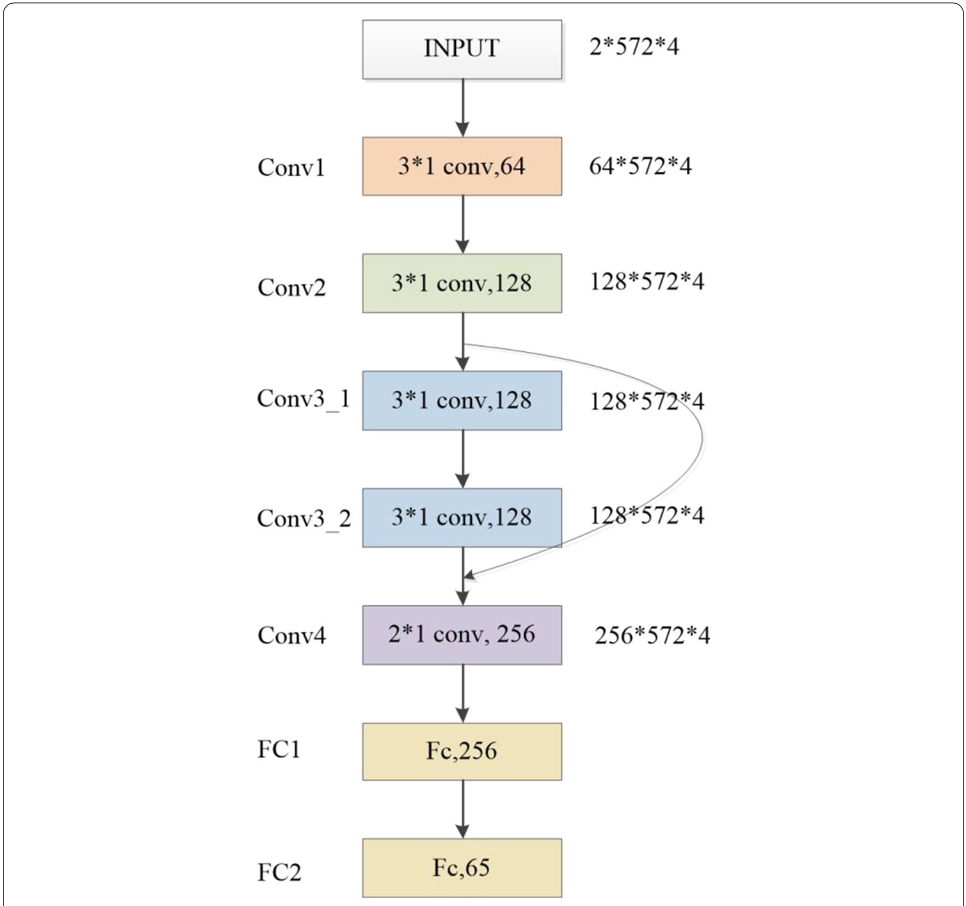 INPUT 2*572*4
Conv1 3*1 conv,64 64*572*4
Conv2 3*1 conv,128 128*572*4
Conv3_1 3*1 conv,128 128*572*4
Conv3_2 3*1 conv,128 128*572*4
Conv4 2*1 conv, 256 256*572*4
FC1 Fc,256
FC2 Fc,65